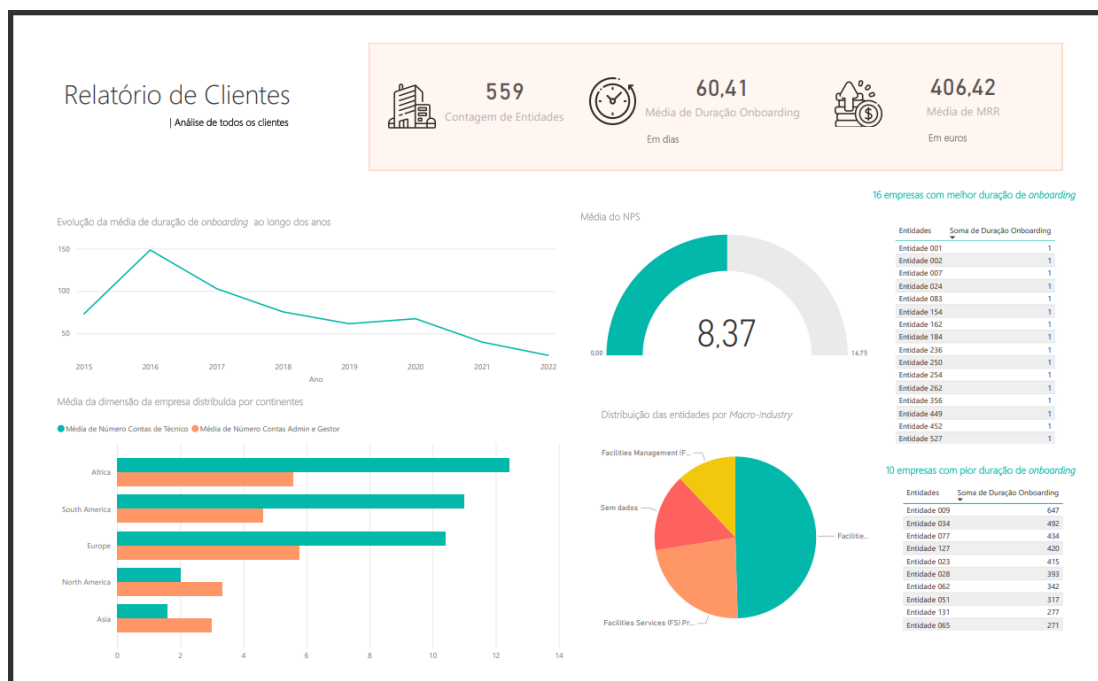 Relatório de Clientes
| Análise de todos os clientes
559
Contagem de Entidades
60,41
Média de Duração Onboarding
Em dias
406,42
Média de MRR
Em euros
Evolução da média de duração de onboarding ao longo dos anos
150
100
50
2015 2016 2017 2018 2019 2020 2021 2022
Ano
Média do NPS
8,37
0,00
16,75
16 empresas com melhor duração de onboarding
Entidades Soma de Duração Onboarding
Entidade 001 1
Entidade 002 1
Entidade 007 1
Entidade 024 1
Entidade 083 1
Entidade 154 1
Entidade 162 1
Entidade 184 1
Entidade 236 1
Entidade 250 1
Entidade 254 1
Entidade 262 1
Entidade 356 1
Entidade 449 1
Entidade 452 1
Entidade 527 1
Média da dimensão da empresa distribuída por continentes
Média de Número Contas de Técnico Média de Número Contas Admin e Gestor
Africa
South America
Europe
North America
Asia
0 2 4 6 8 10 12 14
Distribuição das entidades por Macro-Industry
Facilities Management (F...
Sem dados
Facilitie...
Facilities Services (FS) Pr...
10 empresas com pior duração de onboarding
Entidades Soma de Duração Onboarding
Entidade 009 647
Entidade 034 492
Entidade 077 434
Entidade 127 420
Entidade 023 415
Entidade 028 393
Entidade 062 342
Entidade 051 317
Entidade 131 277
Entidade 065 271